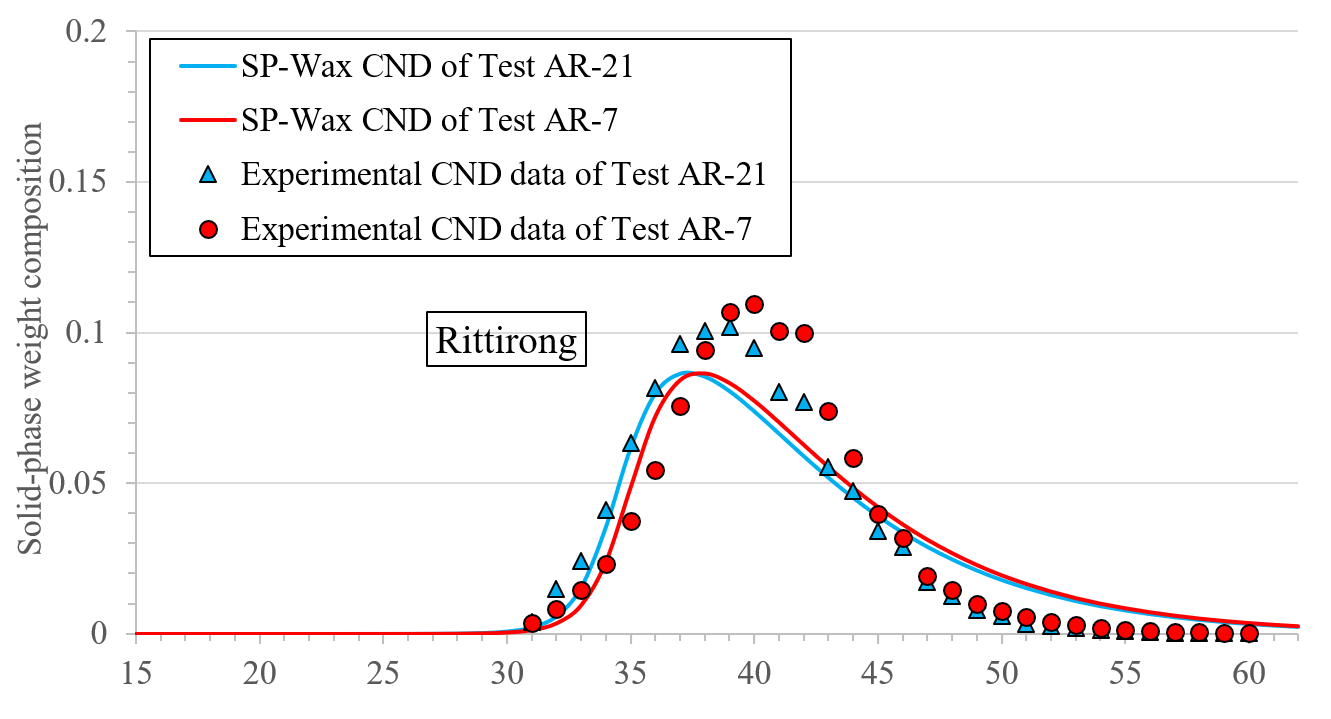 0.2
SP-Wax CND of Test AR-21
SP-Wax CND of Test AR-7
Experimental CND data of Test AR-21
Experimental CND data of Test AR-7
0.15
Solid-phase weight composition
0.1
Rittirong
0.05
0
15 20 25 30 35 40 45 50 55 60